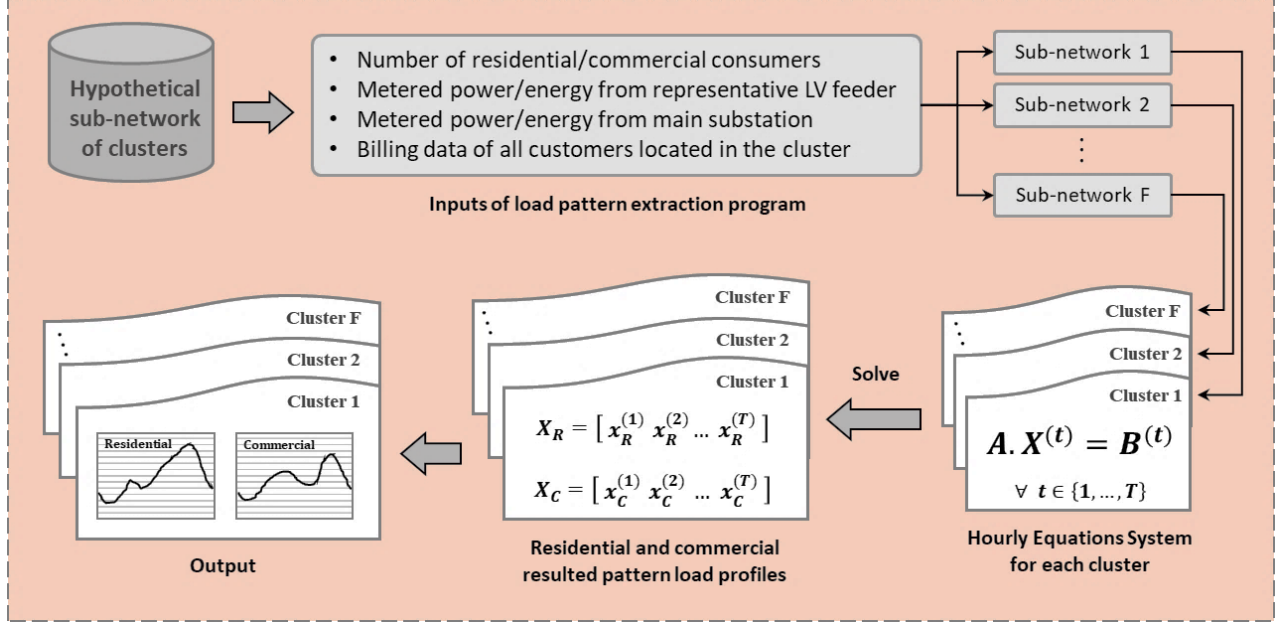 Hypothetical
sub-network
of clusters
• Number of residential/commercial consumers
• Metered power/energy from representative LV feeder
• Metered power/energy from main substation
• Billing data of all customers located in the cluster
Inputs of load pattern extraction program
Sub-network 1
Sub-network 2
⋮
Sub-network F
Cluster F
Cluster 2
Cluster 1
A.X^(t) = B^(t)
∀ t ∈ {1, ..., T}
Hourly Equations System
for each cluster
Solve
Cluster F
Cluster 2
Cluster 1
X_R = [ x_R^(1) x_R^(2) ... x_R^(T) ]
X_C = [ x_C^(1) x_C^(2) ... x_C^(T) ]
Residential and commercial
resulted pattern load profiles
Cluster F
Cluster 2
Cluster 1
Residential
Commercial
Output